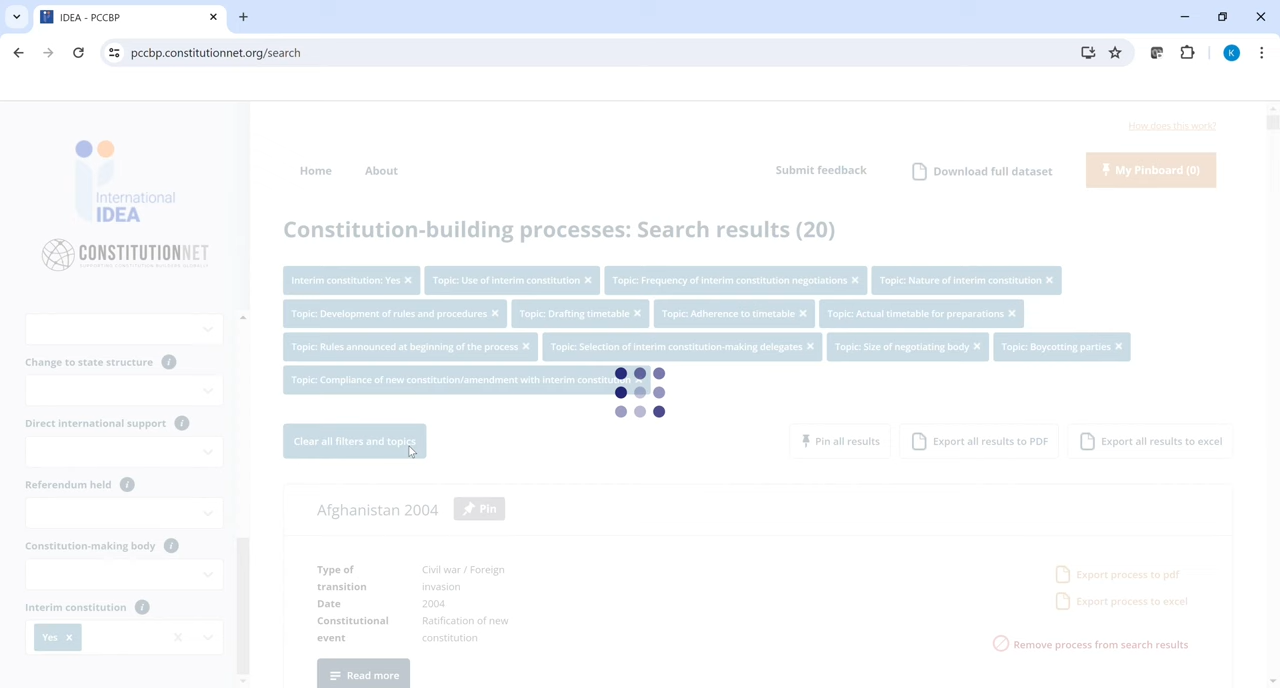 IDEA - PCCBP
pccbp.constitutionnet.org/search
K
How does this work?
International
IDEA
CONSTITUTIONNET
Home About Submit feedback Download full dataset My Pinboard (0)
Constitution-building processes: Search results (20)
Interim constitution: Yes × Topic: Use of interim constitution × Topic: Frequency of interim constitution negotiations × Topic: Nature of interim constitution ×
Topic: Development of rules and procedures × Topic: Drafting timetable × Topic: Adherence to timetable × Topic: Actual timetable for preparations ×
Topic: Rules announced at beginning of the process × Topic: Selection of interim constitution-making delegates × Topic: Size of negotiating body × Topic: Boycotting parties ×
Topic: Compliance of new constitution/amendment with interim constitution
Change to state structure i
Direct international support i
Referendum held i
Constitution-making body i
Interim constitution i
Yes ×
Clear all filters and topics Pin all results Export all results to PDF Export all results to excel
Afghanistan 2004 Pin
Type of transition Civil war / Foreign invasion
Date 2004
Constitutional event Ratification of new constitution
Export process to pdf
Export process to excel
Remove process from search results
Read more